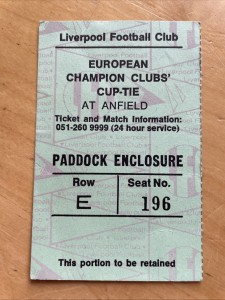 Liverpool Football Club
EUROPEAN
CHAMPION CLUBS'
CUP-TIE
AT ANFIELD
Ticket and Match Information:
051-260 9999 (24 hour service)
PADDOCK ENCLOSURE
Row Seat No.
E 196
This portion to be retained